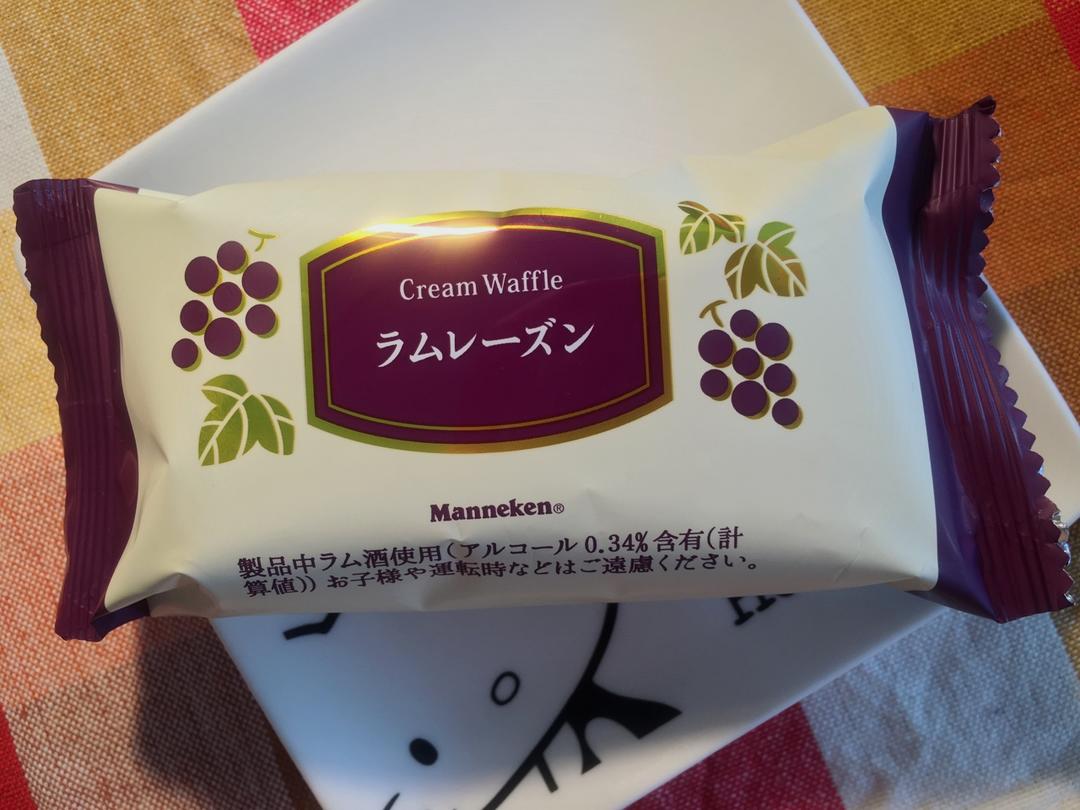 Cream Waffle
ラムレーズン
Manneken®
製品中ラム酒使用(アルコール 0.34% 含有(計
算値)) お子様や運転時などはご遠慮ください。